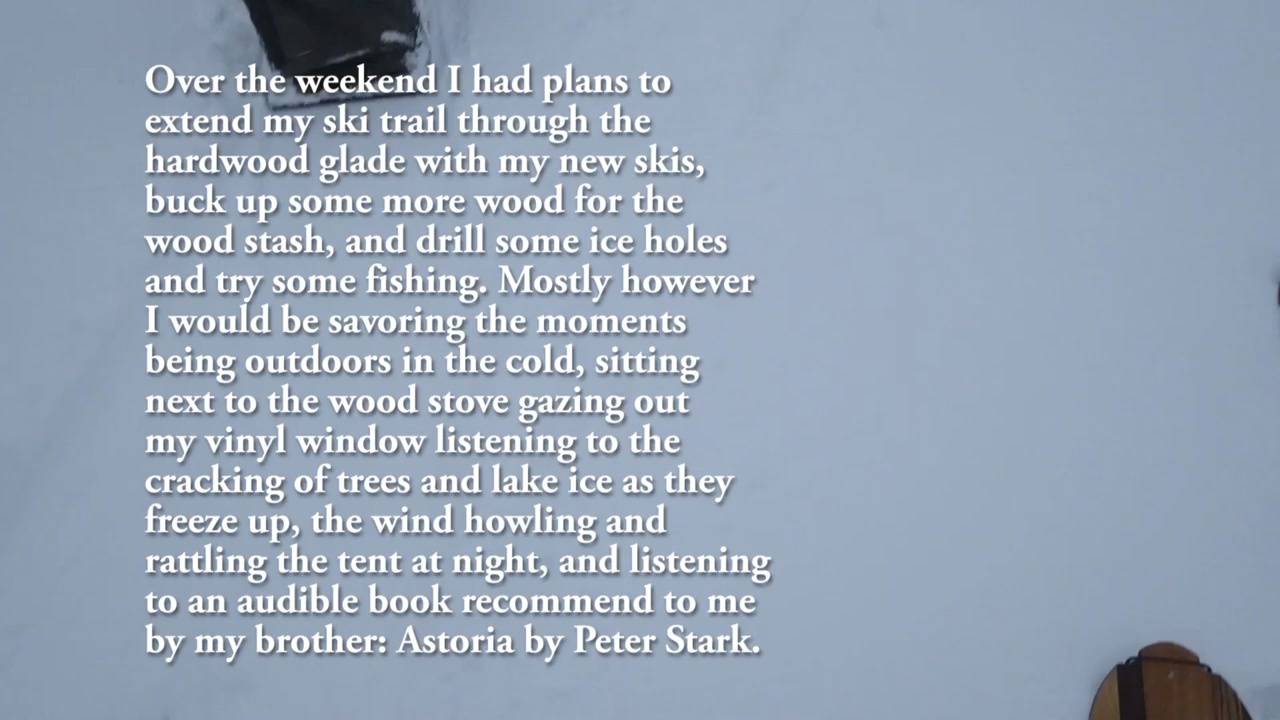 Over the weekend I had plans to
extend my ski trail through the
hardwood glade with my new skis,
buck up some more wood for the
wood stash, and drill some ice holes
and try some fishing. Mostly however
I would be savoring the moments
being outdoors in the cold, sitting
next to the wood stove gazing out
my vinyl window listening to the
cracking of trees and lake ice as they
freeze up, the wind howling and
rattling the tent at night, and listening
to an audible book recommend to me
by my brother: Astoria by Peter Stark.